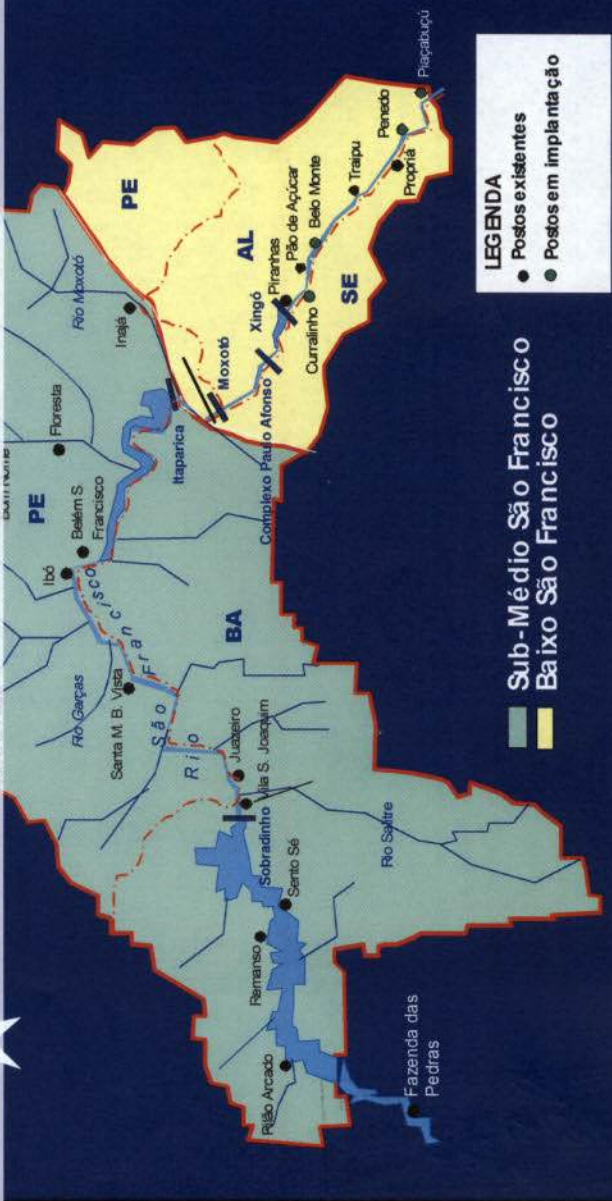 PE
Rio Moxotó
Inajá
Floresta
PE
Belém S.
Francisco
Ibó
Itaparica
Moxotó
Xingó
Complexo Paulo Afonso
AL
Piranhas
Pão de Açúcar
Belo Monte
Curralinho
Traipu
SE
Propriá
Penedo
Piaçabuçú
Rio Garças
Santa M. B. Vista
Rio São Francisco
BA
Juazeiro
Vila S. Joaquim
Sobradinho
Sento Sé
Remanso
Rio Salitre
Pilão Arcado
Fazenda das
Pedras
Sub-Médio São Francisco
Baixo São Francisco
LEGENDA
Postos existentes
Postos em implantação